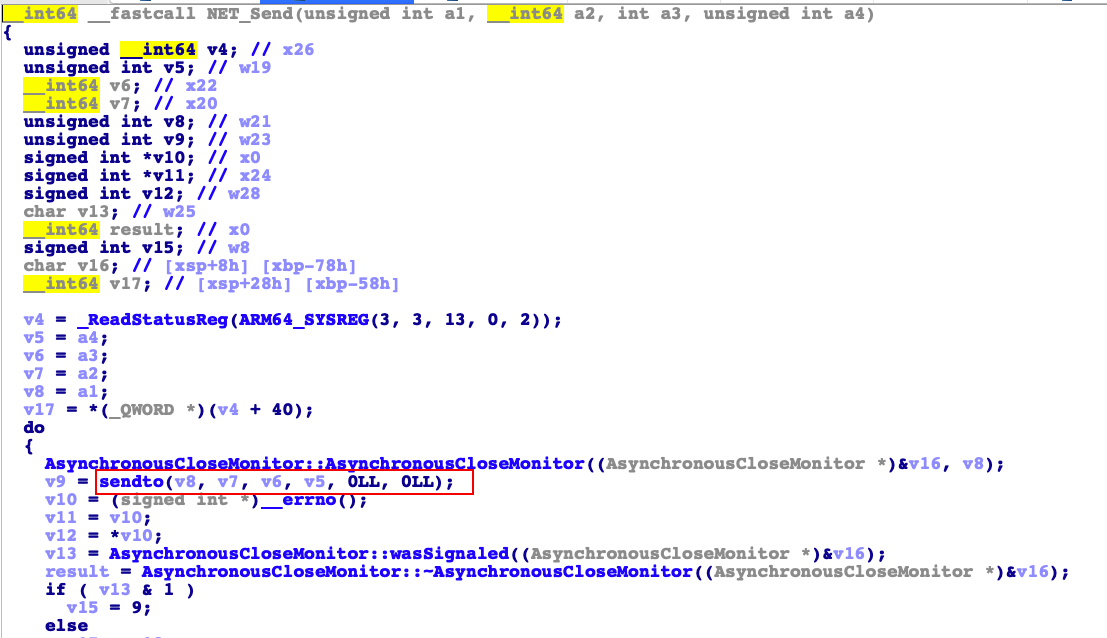 __int64 __fastcall NET_Send(unsigned int a1, __int64 a2, int a3, unsigned int a4)
{
unsigned __int64 v4; // x26
unsigned int v5; // w19
__int64 v6; // x22
__int64 v7; // x20
unsigned int v8; // w21
unsigned int v9; // w23
signed int *v10; // x0
signed int *v11; // x24
signed int v12; // w28
char v13; // w25
__int64 result; // x0
signed int v15; // w8
char v16; // [xsp+8h] [xbp-78h]
__int64 v17; // [xsp+28h] [xbp-58h]
v4 = _ReadStatusReg(ARM64_SYSREG(3, 3, 13, 0, 2));
v5 = a4;
v6 = a3;
v7 = a2;
v8 = a1;
v17 = *(_QWORD *)(v4 + 40);
do
{
AsynchronousCloseMonitor::AsynchronousCloseMonitor((AsynchronousCloseMonitor *)&v16, v8);
v9 = sendto(v8, v7, v6, v5, 0LL, 0LL);
v10 = (signed int *)__errno();
v11 = v10;
v12 = *v10;
v13 = AsynchronousCloseMonitor::wasSignaled((AsynchronousCloseMonitor *)&v16);
result = AsynchronousCloseMonitor::~AsynchronousCloseMonitor((AsynchronousCloseMonitor *)&v16);
if ( v13 & 1 )
v15 = 9;
else